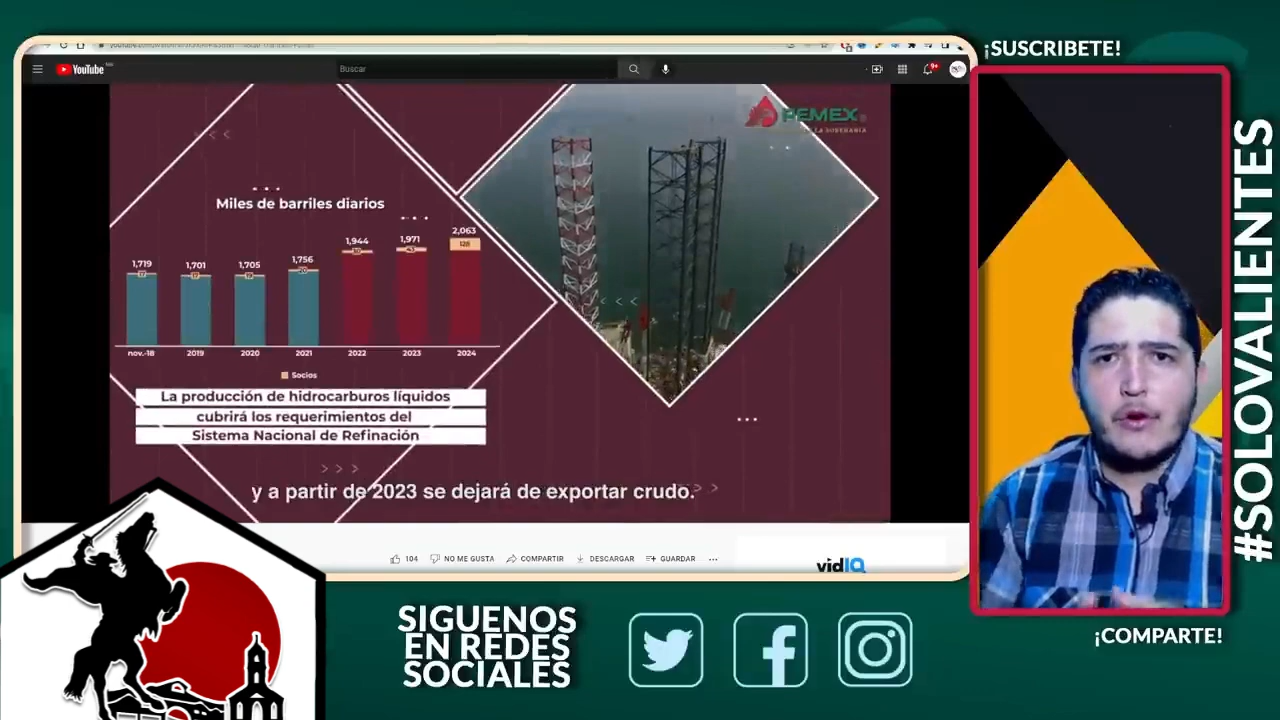 ¡SUSCRIBETE!
YouTube
Buscar
9+
PEMEX
LA SOBERANÍA
Miles de barriles diarios
1,719
1,701
1,705
1,756
1,944
1,971
2,063
nov.-18
2019
2020
2021
2022
2023
2024
Socios
La producción de hidrocarburos líquidos
cubrirá los requerimientos del
Sistema Nacional de Refinación
y a partir de 2023 se dejará de exportar crudo.
104
NO ME GUSTA
COMPARTIR
DESCARGAR
GUARDAR
vidIQ
#SOLOVALIENTES
SIGUENOS
EN REDES
SOCIALES
¡COMPARTE!